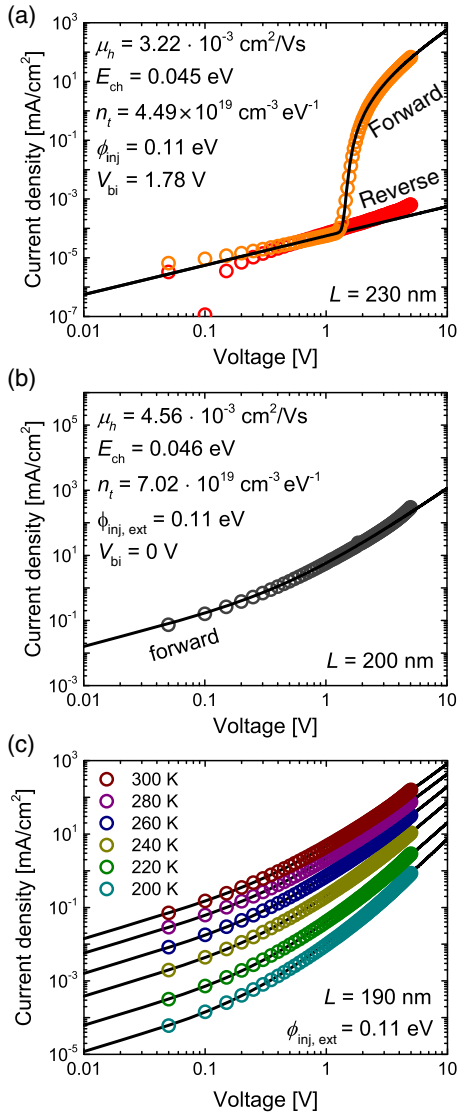 (a)
10³
10¹
10⁻¹
10⁻³
10⁻⁵
10⁻⁷
Current density [mA/cm²]
μh = 3.22 · 10⁻³ cm²/Vs
Ech = 0.045 eV
nt = 4.49×10¹⁹ cm⁻³ eV⁻¹
ϕinj = 0.11 eV
Vbi = 1.78 V
Forward
Reverse
L = 230 nm
0.01 0.1 1 10
Voltage [V]
(b)
10⁵
10³
10¹
10⁻¹
10⁻³
Current density [mA/cm²]
μh = 4.56 · 10⁻³ cm²/Vs
Ech = 0.046 eV
nt = 7.02 · 10¹⁹ cm⁻³ eV⁻¹
ϕinj, ext = 0.11 eV
Vbi = 0 V
forward
L = 200 nm
0.01 0.1 1 10
Voltage [V]
(c)
10³
10¹
10⁻¹
10⁻³
10⁻⁵
Current density [mA/cm²]
300 K
280 K
260 K
240 K
220 K
200 K
L = 190 nm
ϕinj, ext = 0.11 eV
0.01 0.1 1 10
Voltage [V]